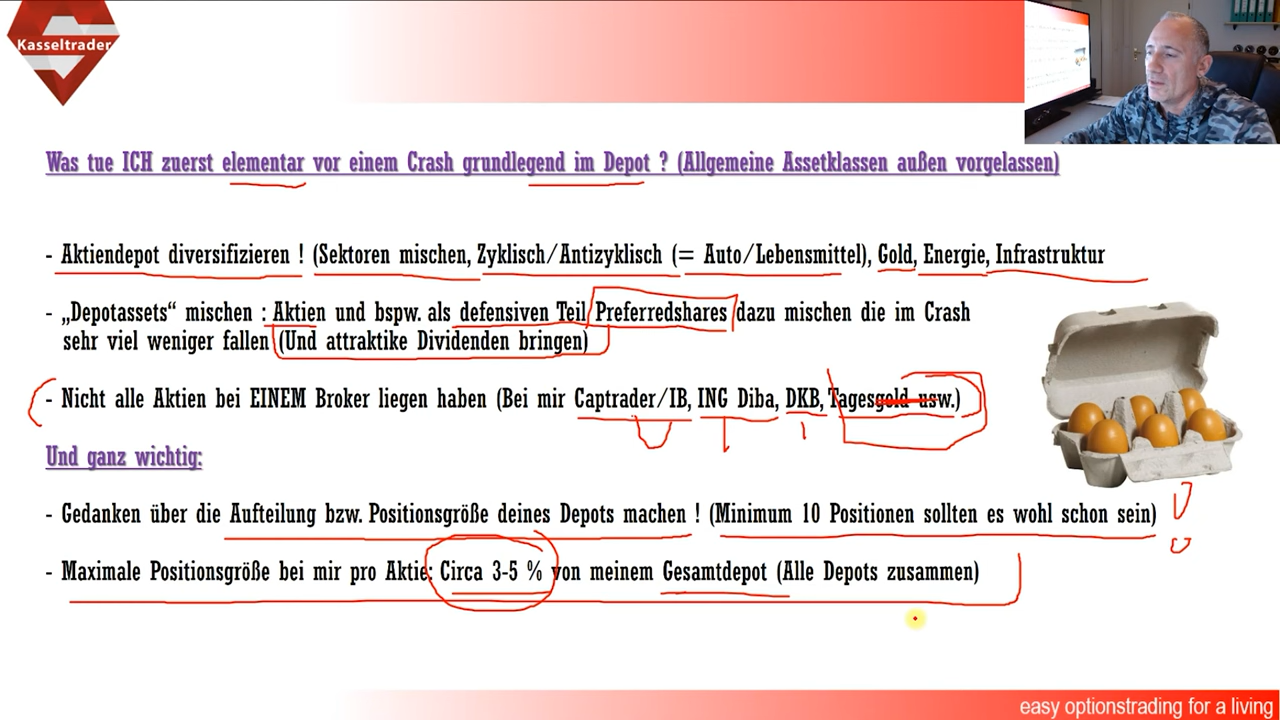 Kasseltrader
Was tue ICH zuerst elementar vor einem Crash grundlegend im Depot ? (Allgemeine Assetklassen außen vorgelassen)
- Aktiendepot diversifizieren ! (Sektoren mischen, Zyklisch/Antizyklisch (= Auto/Lebensmittel), Gold, Energie, Infrastruktur
- „Depotassets“ mischen : Aktien und bspw. als defensiven Teil Preferredshares dazu mischen die im Crash
sehr viel weniger fallen (Und attraktike Dividenden bringen)
- Nicht alle Aktien bei EINEM Broker liegen haben (Bei mir Captrader/IB, ING Diba, DKB, Tagesgeld usw.)
Und ganz wichtig:
- Gedanken über die Aufteilung bzw. Positionsgröße deines Depots machen ! (Minimum 10 Positionen sollten es wohl schon sein)
- Maximale Positionsgröße bei mir pro Aktie: Circa 3-5 % von meinem Gesamtdepot (Alle Depots zusammen)
easy optionstrading for a living